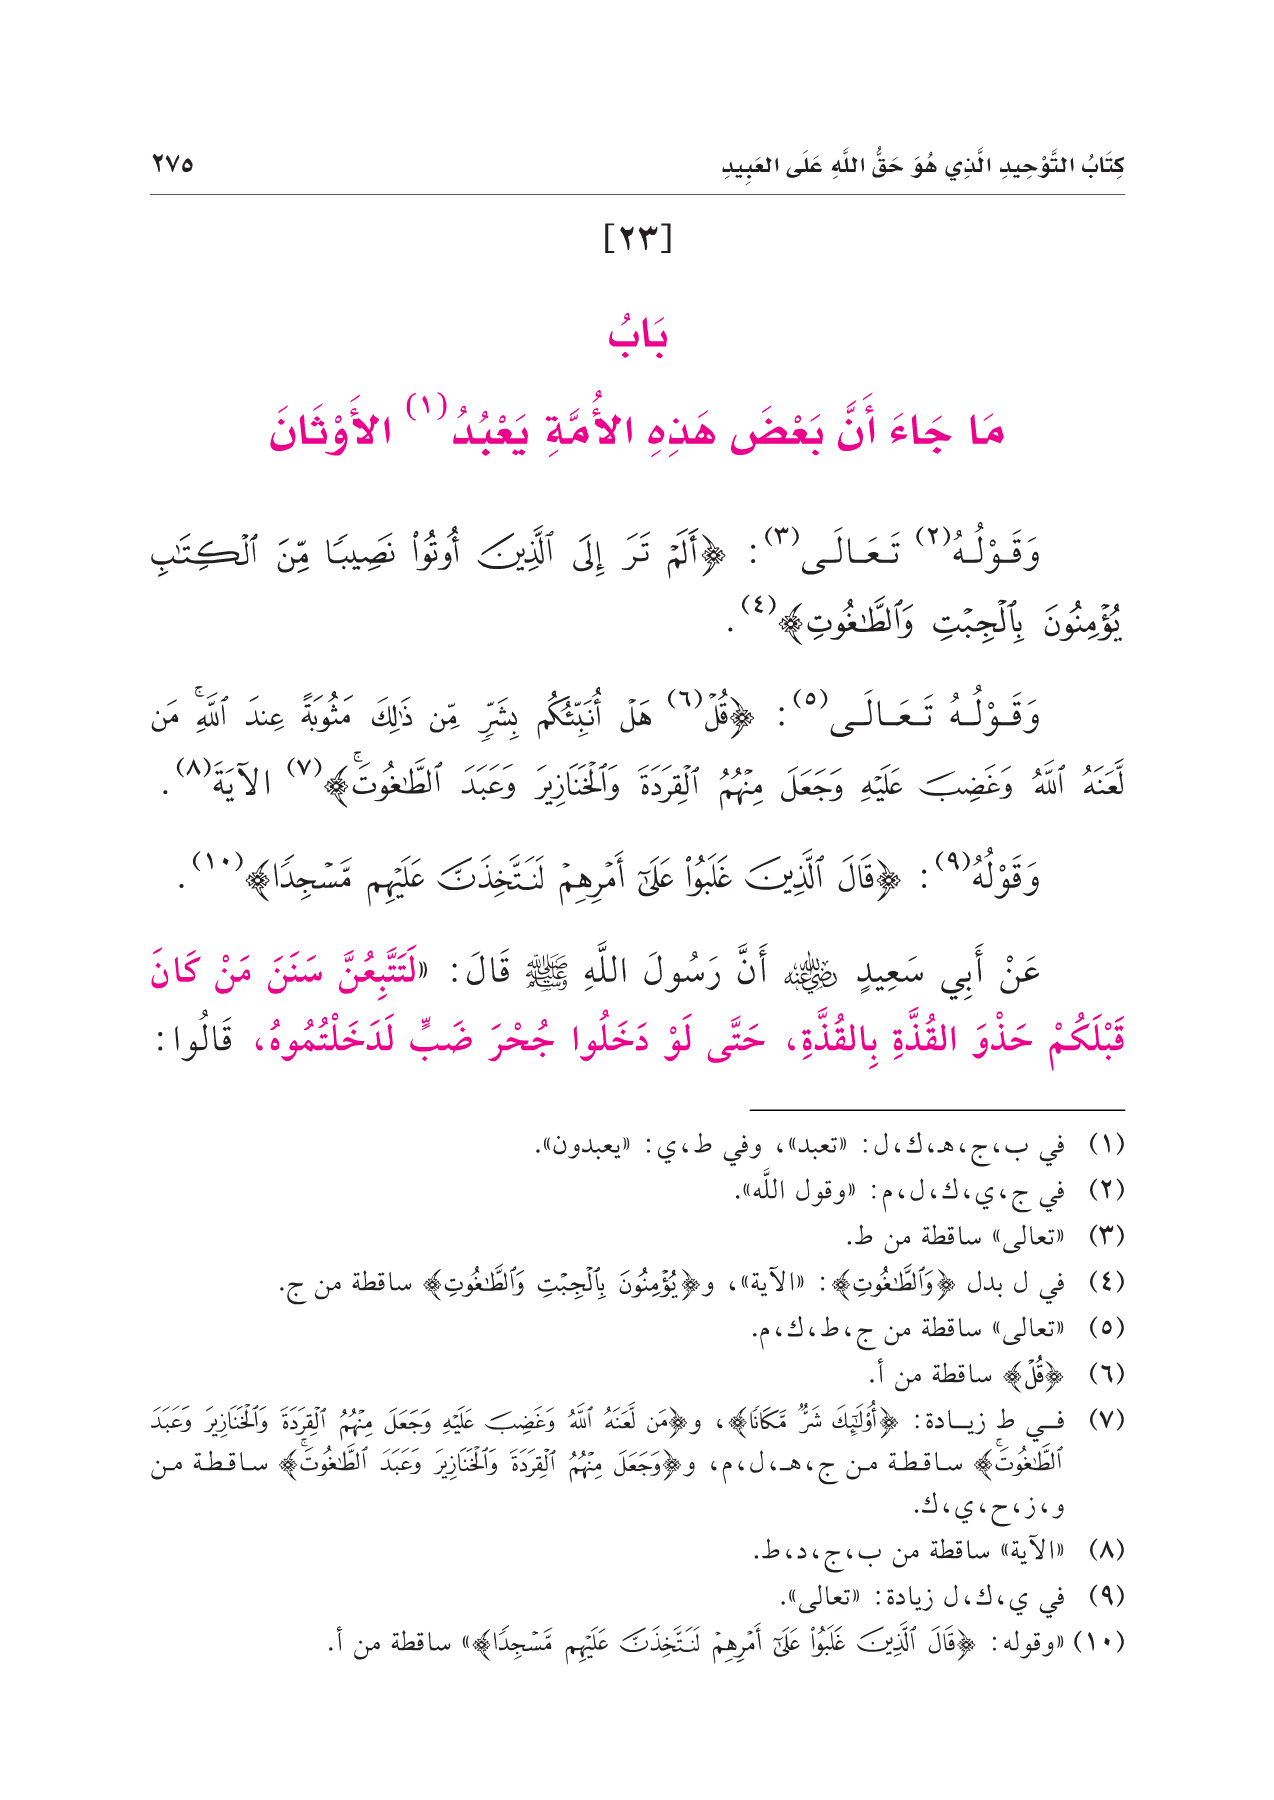 كِتَابُ التَّوْحِيدِ الَّذِي هُوَ حَقُّ اللَّهِ عَلَى العَبِيدِ ٢٧٥
[٢٣]
بَابُ
مَا جَاءَ أَنَّ بَعْضَ هَذِهِ الأُمَّةِ يَعْبُدُ(١) الأَوْثَانَ
وَقَوْلُهُ(٢) تَعَالَى(٣): ﴿أَلَمۡ تَرَ إِلَى ٱلَّذِينَ أُوتُواْ نَصِيبٗا مِّنَ ٱلۡكِتَٰبِ
يُؤۡمِنُونَ بِٱلۡجِبۡتِ وَٱلطَّٰغُوتِ﴾(٤).
وَقَوْلُهُ تَعَالَى(٥): ﴿قُلۡ(٦) هَلۡ أُنَبِّئُكُم بِشَرّٖ مِّن ذَٰلِكَ مَثُوبَةً عِندَ ٱللَّهِۚ مَن
لَّعَنَهُ ٱللَّهُ وَغَضِبَ عَلَيۡهِ وَجَعَلَ مِنۡهُمُ ٱلۡقِرَدَةَ وَٱلۡخَنَازِيرَ وَعَبَدَ ٱلطَّٰغُوتَۚ﴾(٧) الآيَةَ(٨).
وَقَوْلُهُ(٩): ﴿قَالَ ٱلَّذِينَ غَلَبُواْ عَلَىٰٓ أَمۡرِهِمۡ لَنَتَّخِذَنَّ عَلَيۡهِم مَّسۡجِدٗا﴾(١٠).
عَنْ أَبِي سَعِيدٍ رضي الله عنه أَنَّ رَسُولَ اللَّهِ ﷺ قَالَ: «لَتَتَّبِعُنَّ سَنَنَ مَنْ كَانَ
قَبْلَكُمْ حَذْوَ القُذَّةِ بِالقُذَّةِ، حَتَّى لَوْ دَخَلُوا جُحْرَ ضَبٍّ لَدَخَلْتُمُوهُ، قَالُوا:
(١) في ب،ج،هـ،ك،ل: «تعبد»، وفي ط،ي: «يعبدون».
(٢) في ج،ي،ك،ل،م: «وقول اللَّه».
(٣) «تعالى» ساقطة من ط.
(٤) في ل بدل ﴿وَٱلطَّٰغُوتِ﴾: «الآية»، و﴿يُؤۡمِنُونَ بِٱلۡجِبۡتِ وَٱلطَّٰغُوتِ﴾ ساقطة من ج.
(٥) «تعالى» ساقطة من ج،ط،ك،م.
(٦) ﴿قُلۡ﴾ ساقطة من أ.
(٧) في ط زيادة: ﴿أُوْلَٰٓئِكَ شَرّٞ مَّكَانٗا﴾، و﴿مَن لَّعَنَهُ ٱللَّهُ وَغَضِبَ عَلَيۡهِ وَجَعَلَ مِنۡهُمُ ٱلۡقِرَدَةَ وَٱلۡخَنَازِيرَ وَعَبَدَ
ٱلطَّٰغُوتَۚ﴾ ساقطة من ج،هـ،ل،م، و﴿وَجَعَلَ مِنۡهُمُ ٱلۡقِرَدَةَ وَٱلۡخَنَازِيرَ وَعَبَدَ ٱلطَّٰغُوتَۚ﴾ ساقطة من
و،ز،ح،ي،ك.
(٨) «الآية» ساقطة من ب،ج،د،ط.
(٩) في ي،ك،ل زيادة: «تعالى».
(١٠) «وقوله: ﴿قَالَ ٱلَّذِينَ غَلَبُواْ عَلَىٰٓ أَمۡرِهِمۡ لَنَتَّخِذَنَّ عَلَيۡهِم مَّسۡجِدٗا﴾» ساقطة من أ.